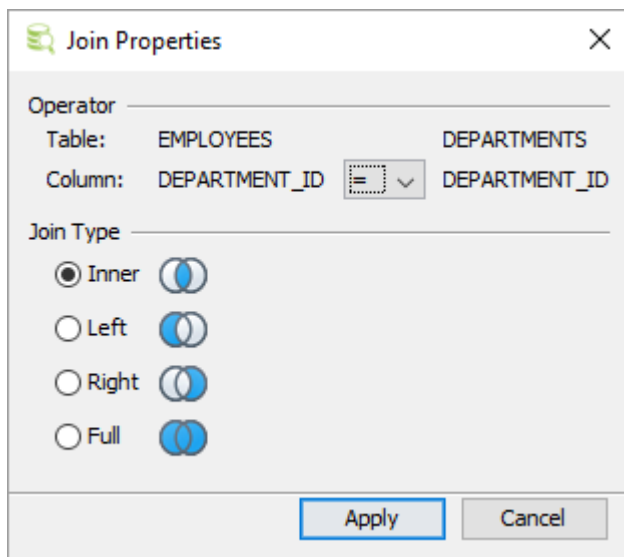 Join Properties
Operator
Table: EMPLOYEES DEPARTMENTS
Column: DEPARTMENT_ID = DEPARTMENT_ID
Join Type
Inner
Left
Right
Full
Apply Cancel